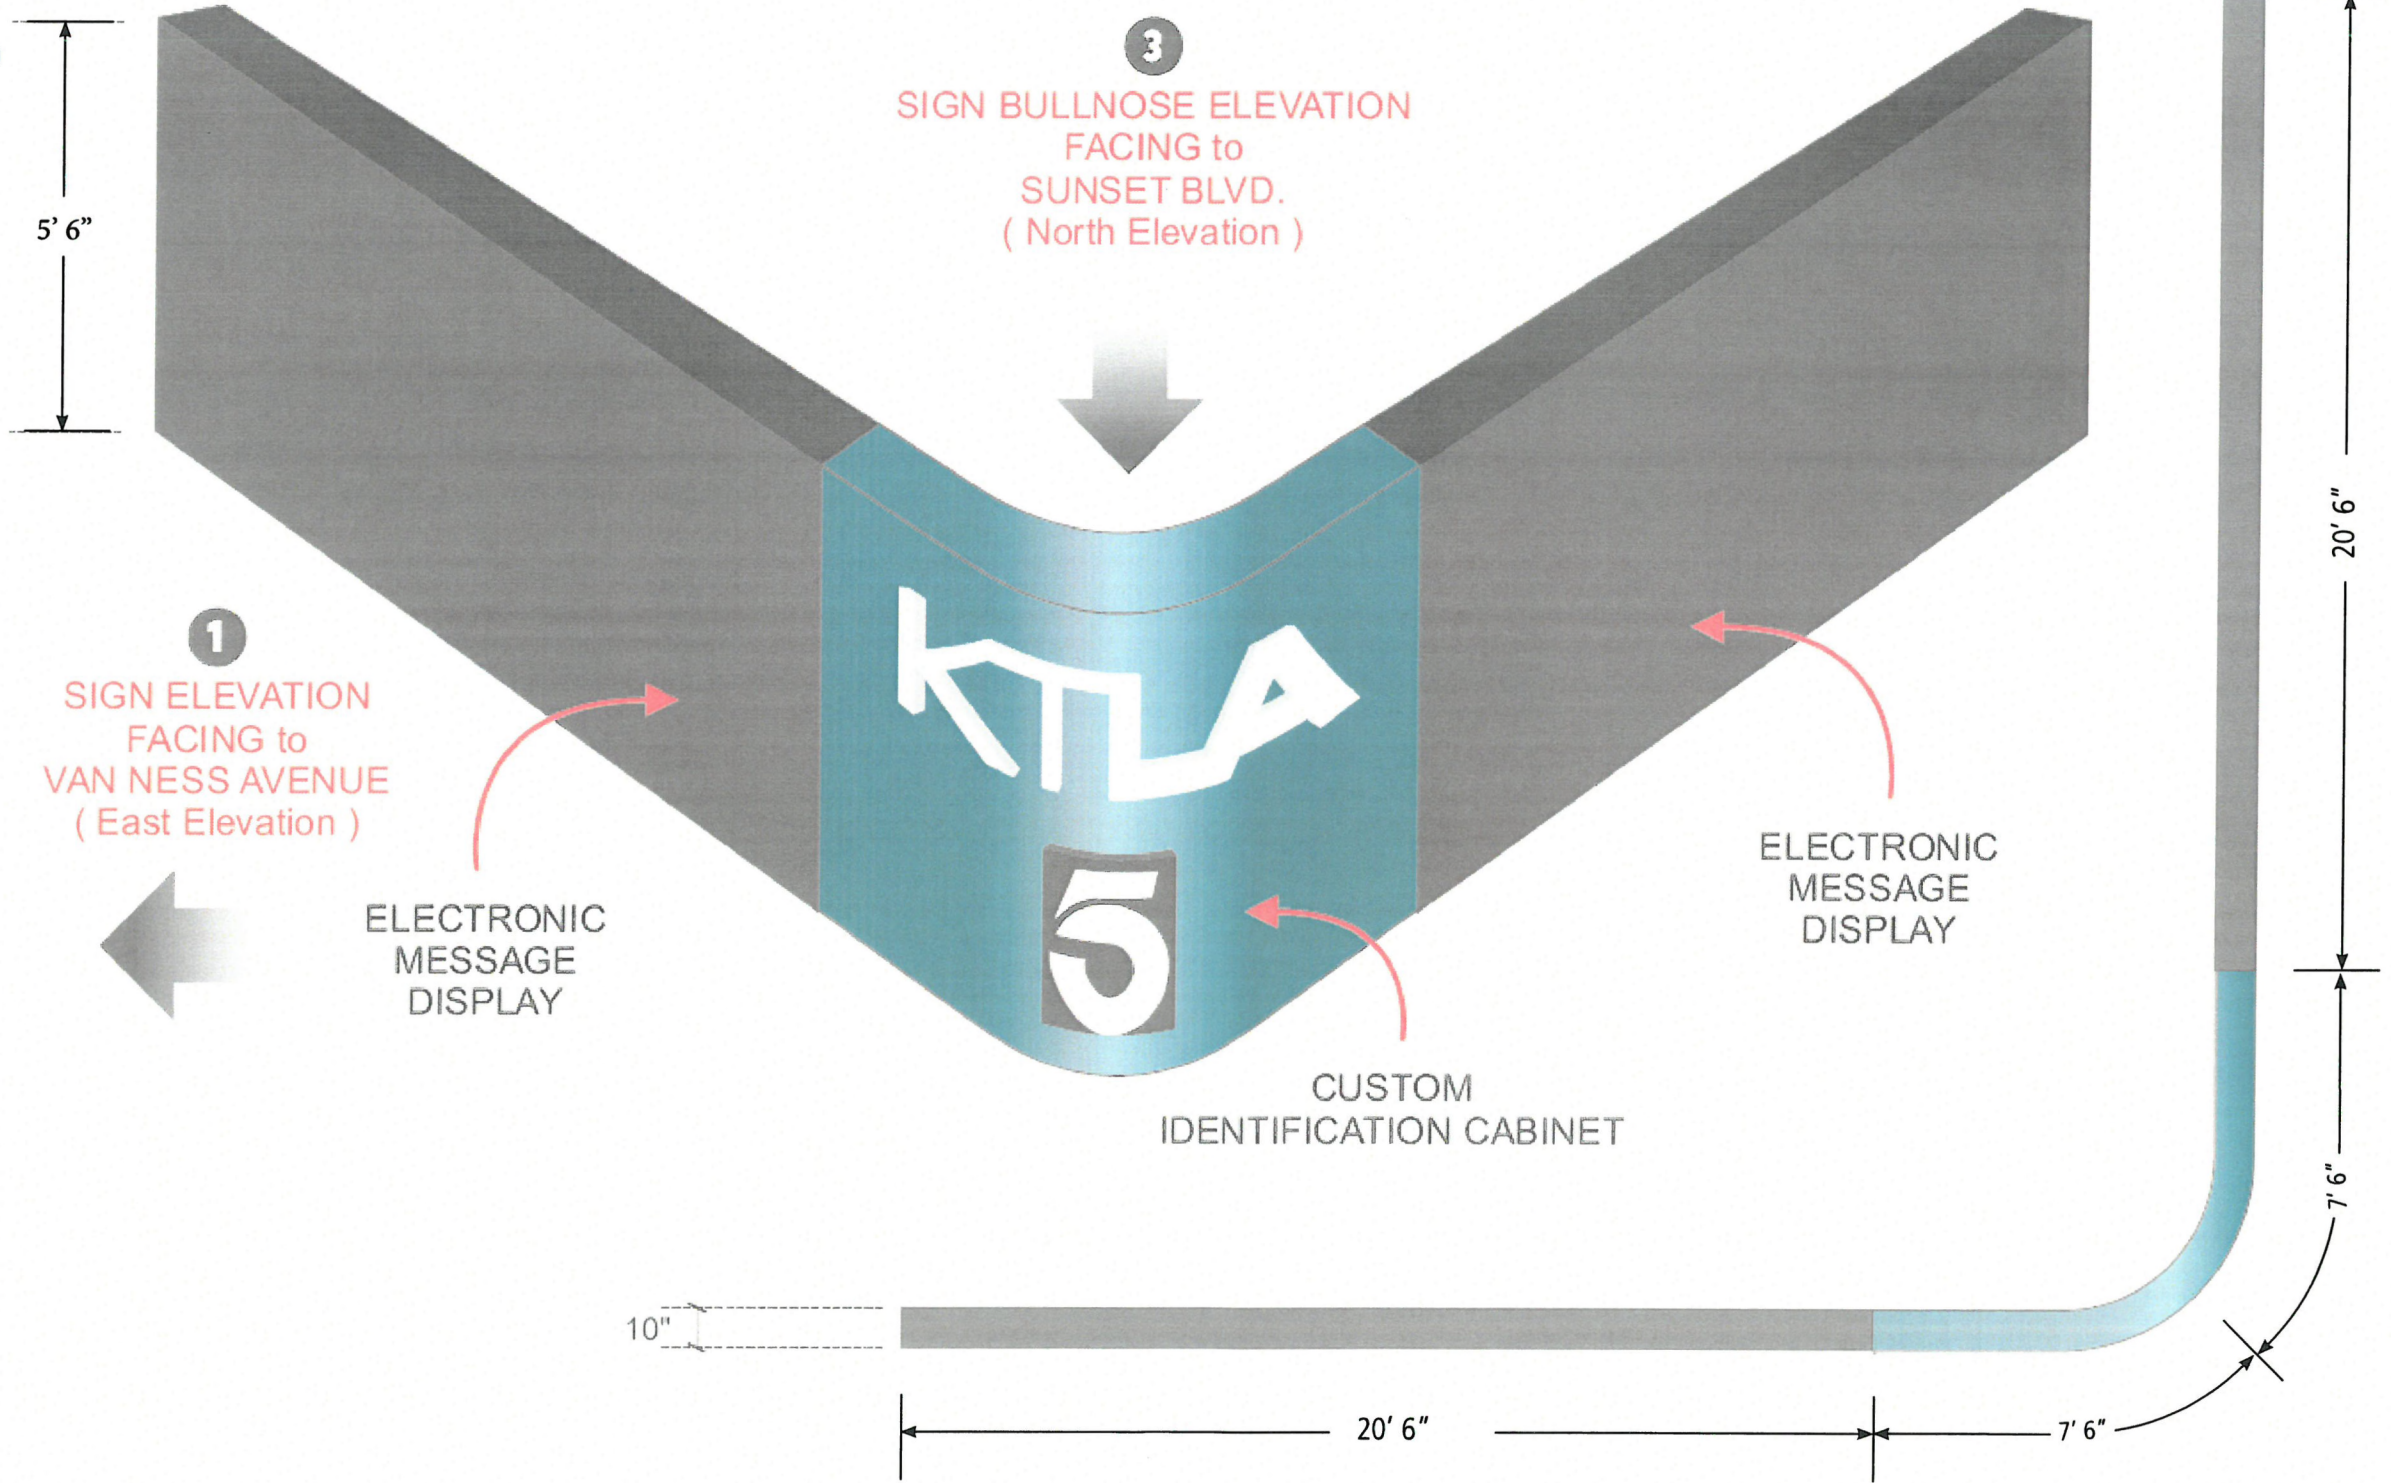 3
SIGN BULLNOSE ELEVATION
FACING to
SUNSET BLVD.
( North Elevation )
5' 6"
20' 6"
KTLA
5
1
SIGN ELEVATION
FACING to
VAN NESS AVENUE
( East Elevation )
ELECTRONIC
MESSAGE
DISPLAY
ELECTRONIC
MESSAGE
DISPLAY
CUSTOM
IDENTIFICATION CABINET
7' 6"
10"
20' 6"
7' 6"